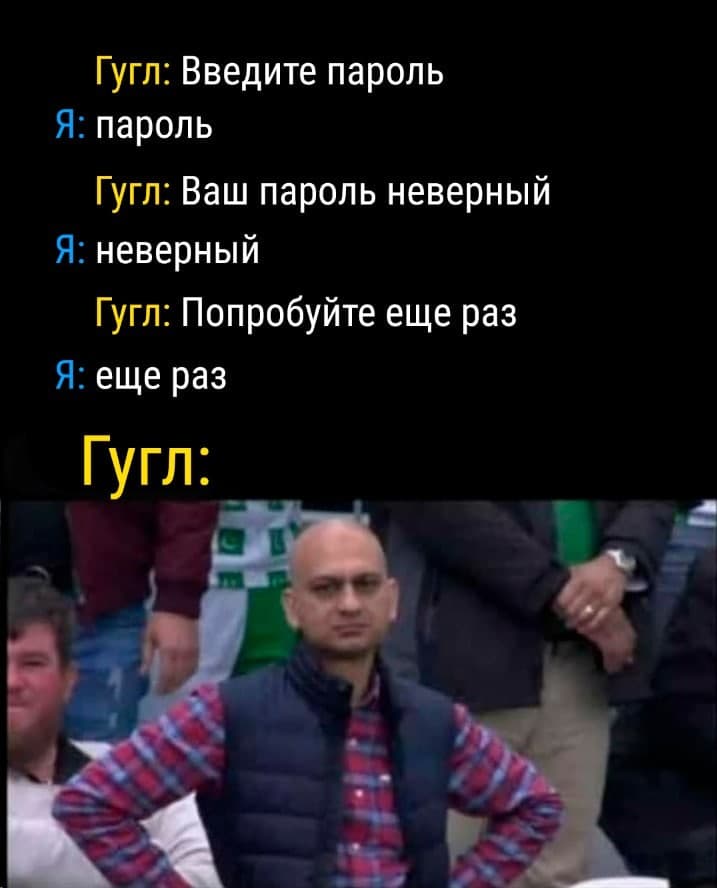 Гугл: Введите пароль
Я: пароль
Гугл: Ваш пароль неверный
Я: неверный
Гугл: Попробуйте еще раз
Я: еще раз
Гугл: